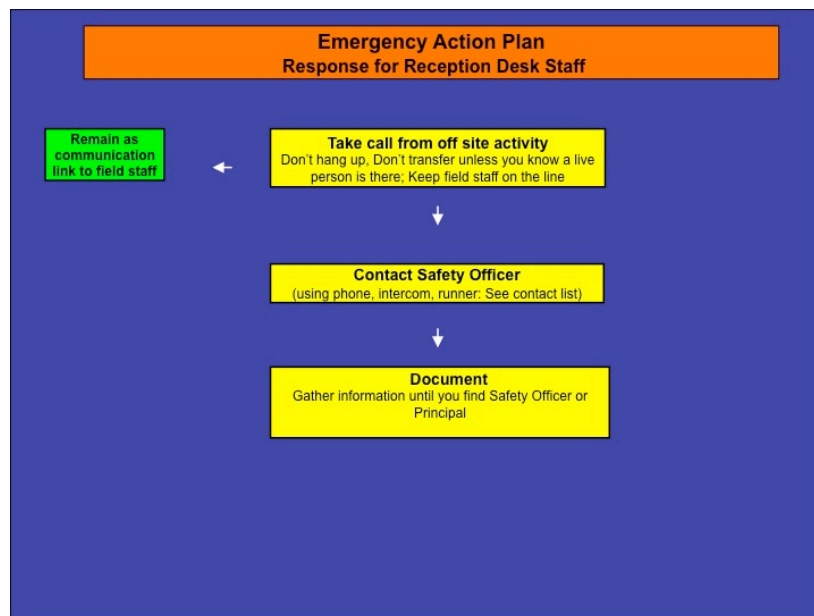 Emergency Action Plan
Response for Reception Desk Staff
Remain as
communication
link to field staff
Take call from off site activity
Don't hang up, Don't transfer unless you know a live
person is there; Keep field staff on the line
Contact Safety Officer
(using phone, intercom, runner: See contact list)
Document
Gather information until you find Safety Officer or
Principal